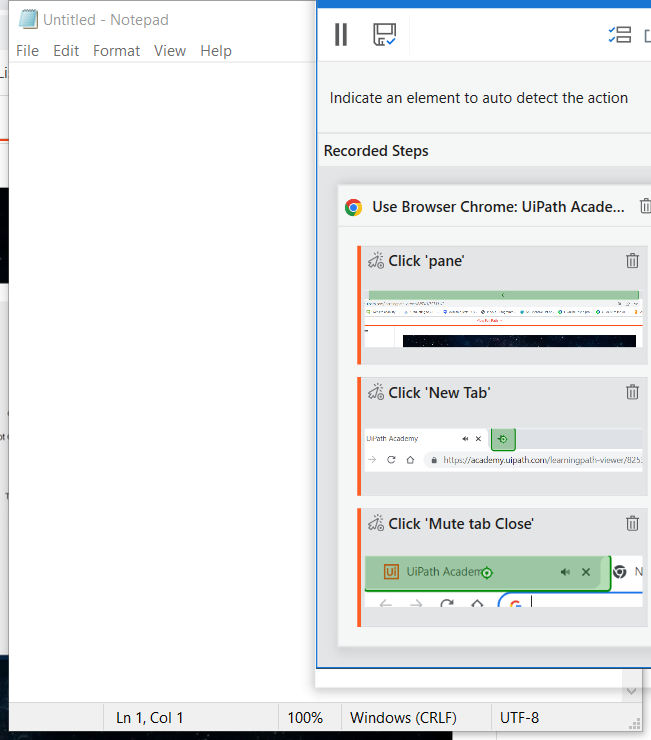 Untitled - Notepad
File Edit Format View Help
Indicate an element to auto detect the action
Recorded Steps
Use Browser Chrome: UiPath Acade...
Click 'pane'
Click 'New Tab'
UiPath Academy
https://academy.uipath.com/learningpath-viewer/825
Click 'Mute tab Close'
Ui UiPath Academ
N
Ln 1, Col 1 100% Windows (CRLF) UTF-8